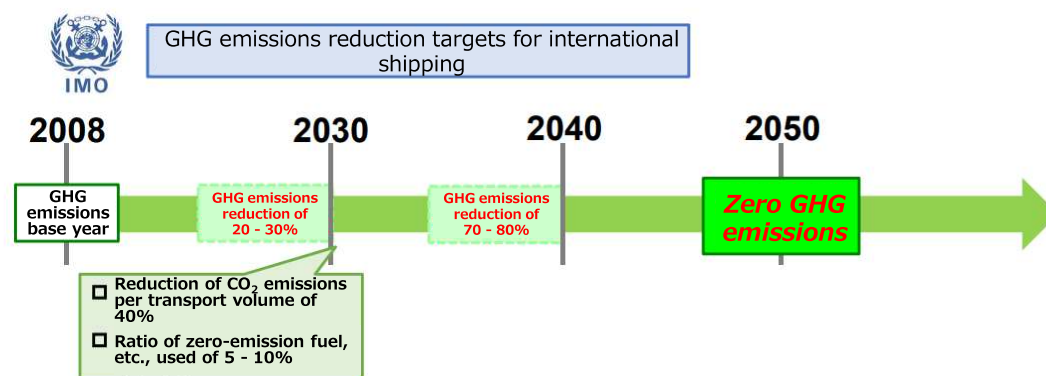 GHG emissions reduction targets for international
shipping
IMO
2008
2030
2040
2050
GHG
emissions
base year
GHG emissions
reduction of
20 - 30%
GHG emissions
reduction of
70 - 80%
Zero GHG
emissions
Reduction of CO₂ emissions
per transport volume of
40%
Ratio of zero-emission fuel,
etc., used of 5 - 10%